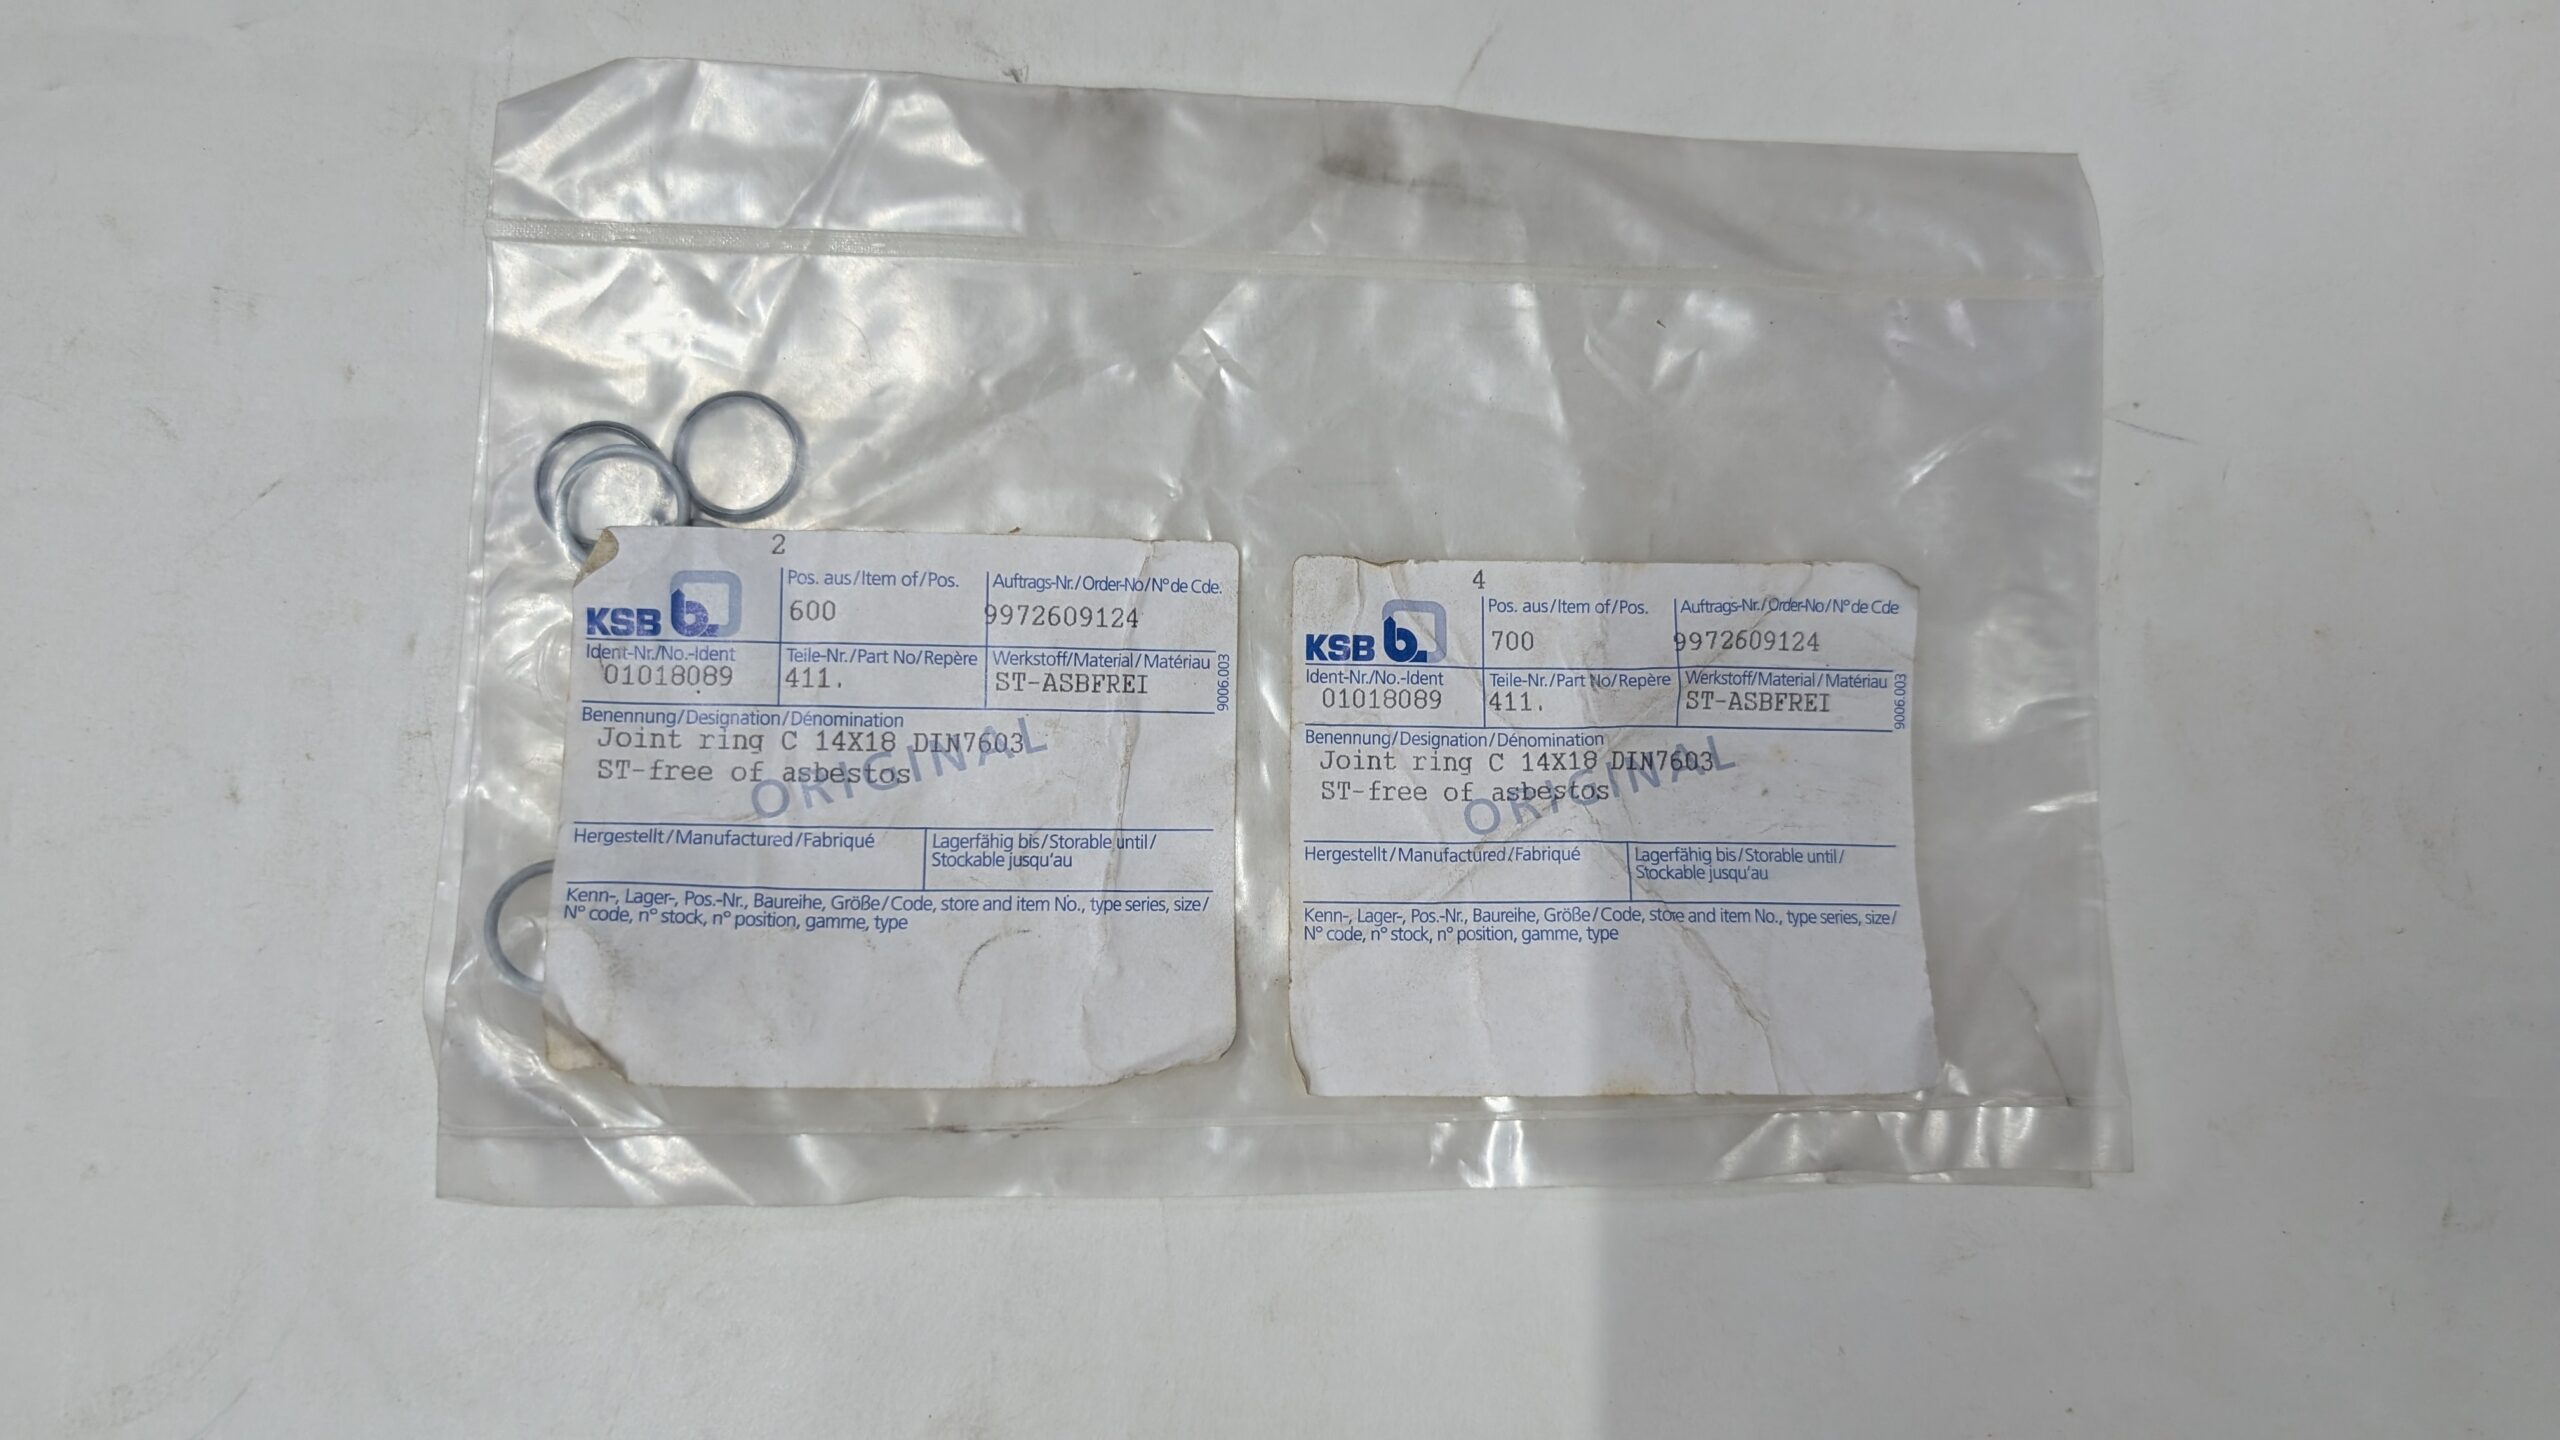 2
Pos. aus/Item of/Pos.
Auftrags-Nr./Order-No/N° de Cde.
KSB b.
600
9972609124
Ident-Nr./No.-Ident
Teile-Nr./Part No/Repère
Werkstoff/Material/Matériau
01018089
411.
ST-ASBFREI
9006.003
Benennung/Designation/Dénomination
Joint ring C 14X18 DIN7603
ST-free of asbestos
ORIGINAL
Hergestellt/Manufactured/Fabriqué
Lagerfähig bis/Storable until/
Stockable jusqu'au
Kenn-, Lager-, Pos.-Nr., Baureihe, Größe/Code, store and item No., type series, size/
N° code, n° stock, n° position, gamme, type
4
Pos. aus/Item of/Pos.
Auftrags-Nr./Order-No/N° de Cde
KSB b.
700
9972609124
Ident-Nr./No.-Ident
Teile-Nr./Part No/Repère
Werkstoff/Material/Matériau
01018089
411.
ST-ASBFREI
9006.003
Benennung/Designation/Dénomination
Joint ring C 14X18 DIN7603
ST-free of asbestos
ORIGINAL
Hergestellt/Manufactured/Fabriqué
Lagerfähig bis/Storable until/
Stockable jusqu'au
Kenn-, Lager-, Pos.-Nr., Baureihe, Größe/Code, store and item No., type series, size/
N° code, n° stock, n° position, gamme, type